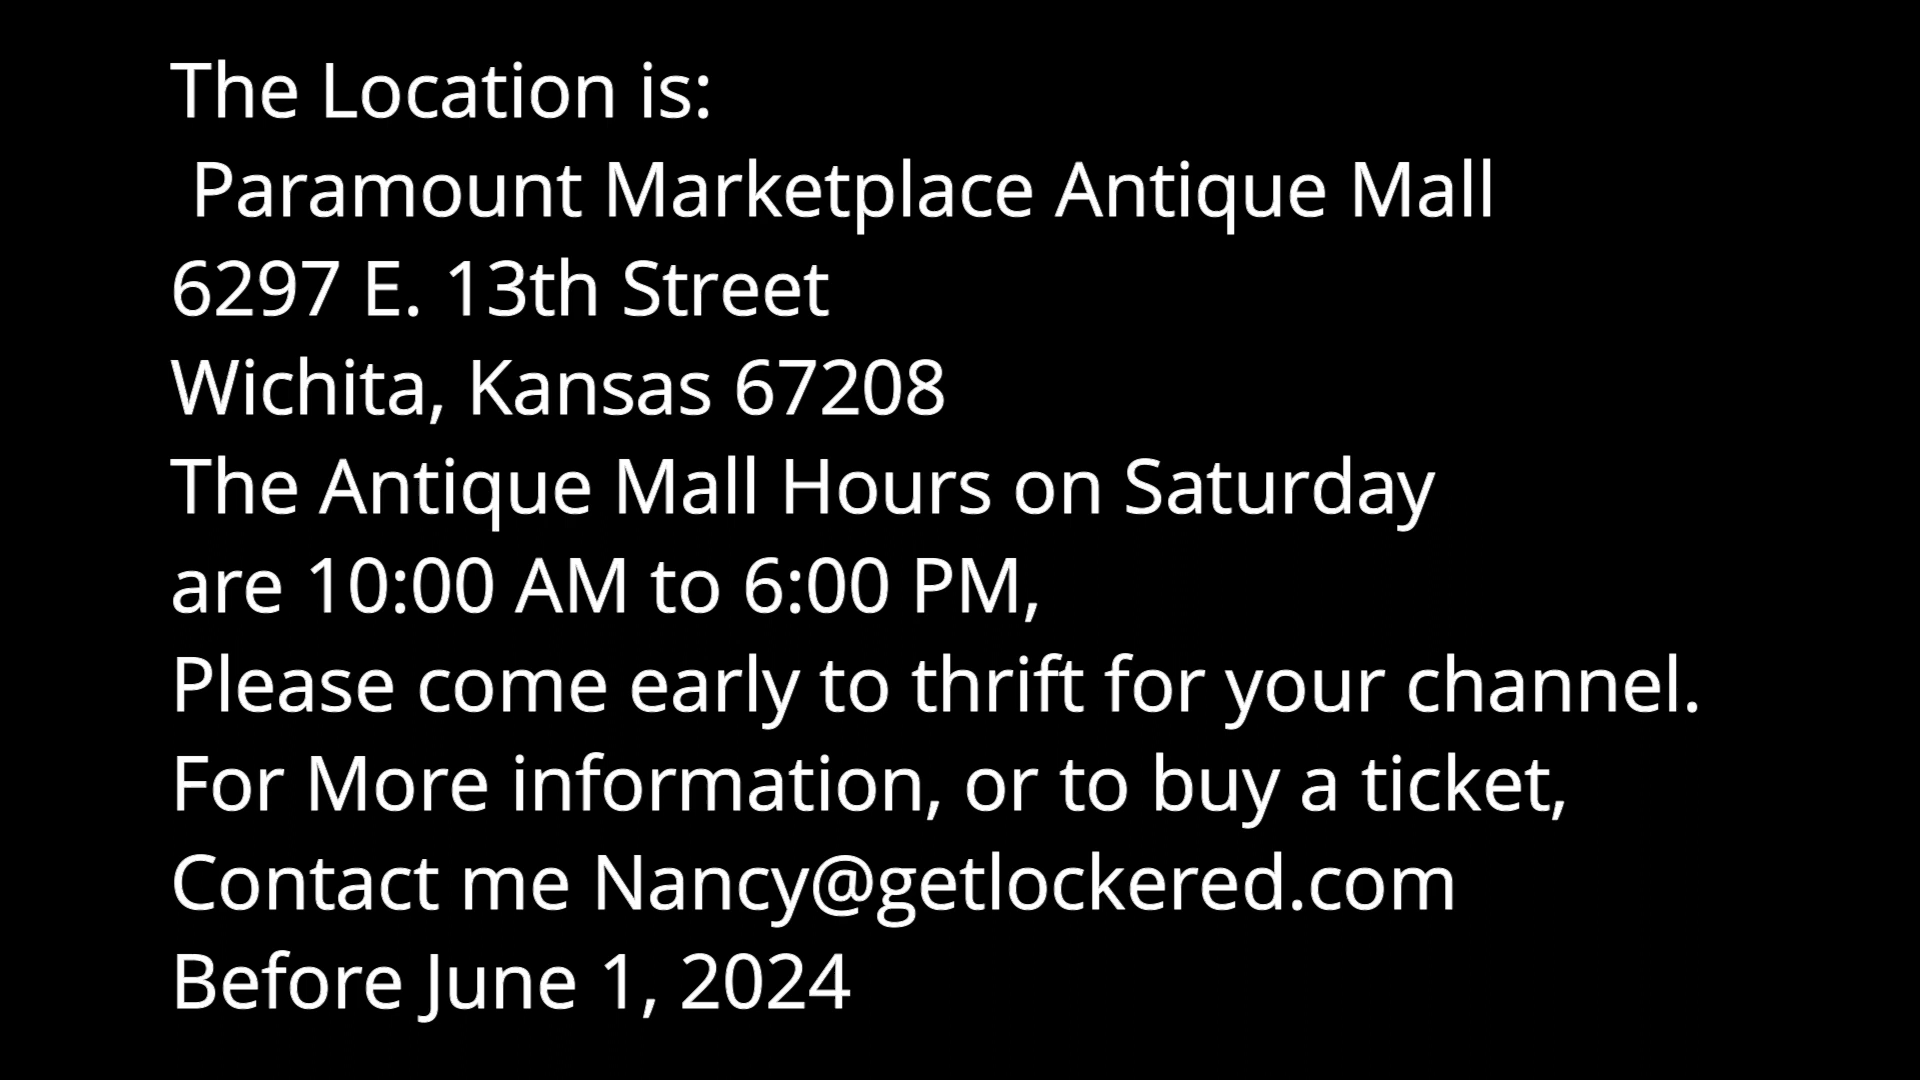 The Location is:
Paramount Marketplace Antique Mall
6297 E. 13th Street
Wichita, Kansas 67208
The Antique Mall Hours on Saturday
are 10:00 AM to 6:00 PM,
Please come early to thrift for your channel.
For More information, or to buy a ticket,
Contact me Nancy@getlockered.com
Before June 1, 2024